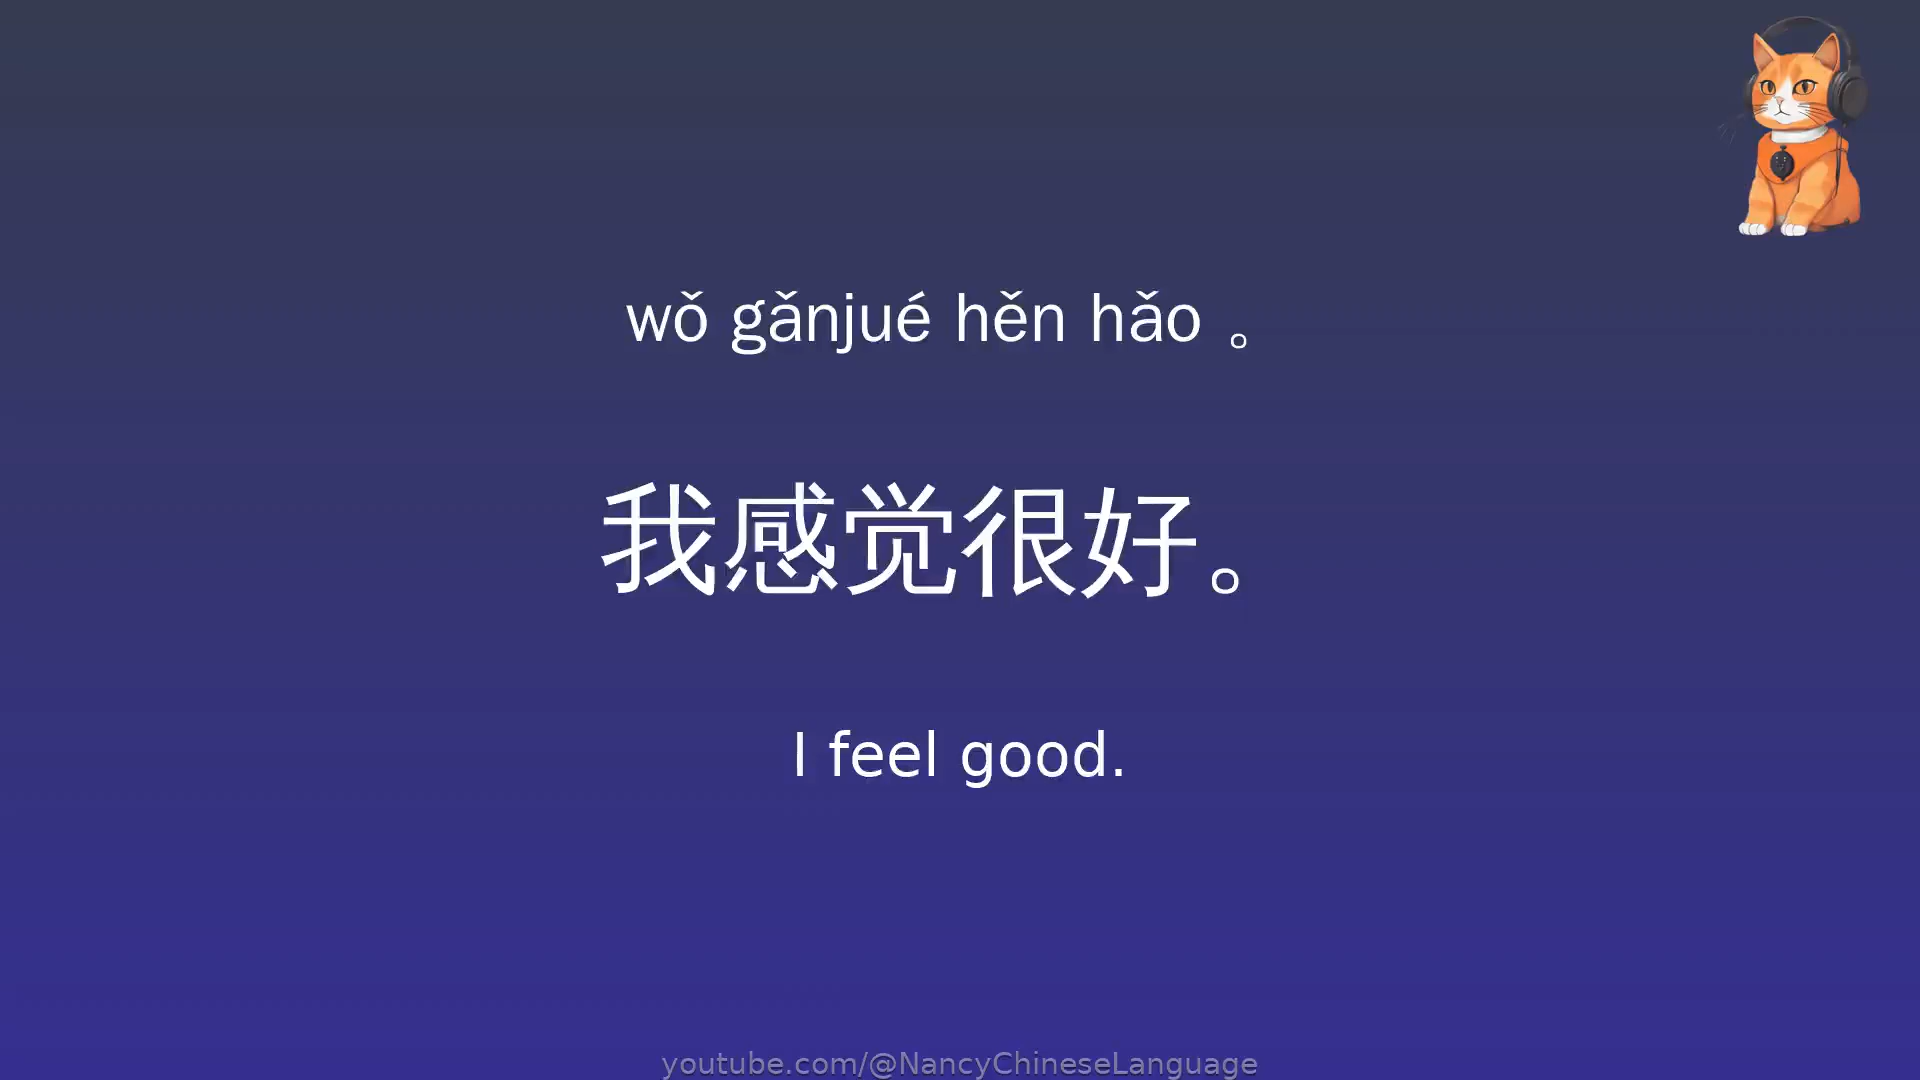 wǒ gǎnjué hěn hǎo 。
我感觉很好。
I feel good.
youtube.com/@NancyChineseLanguage